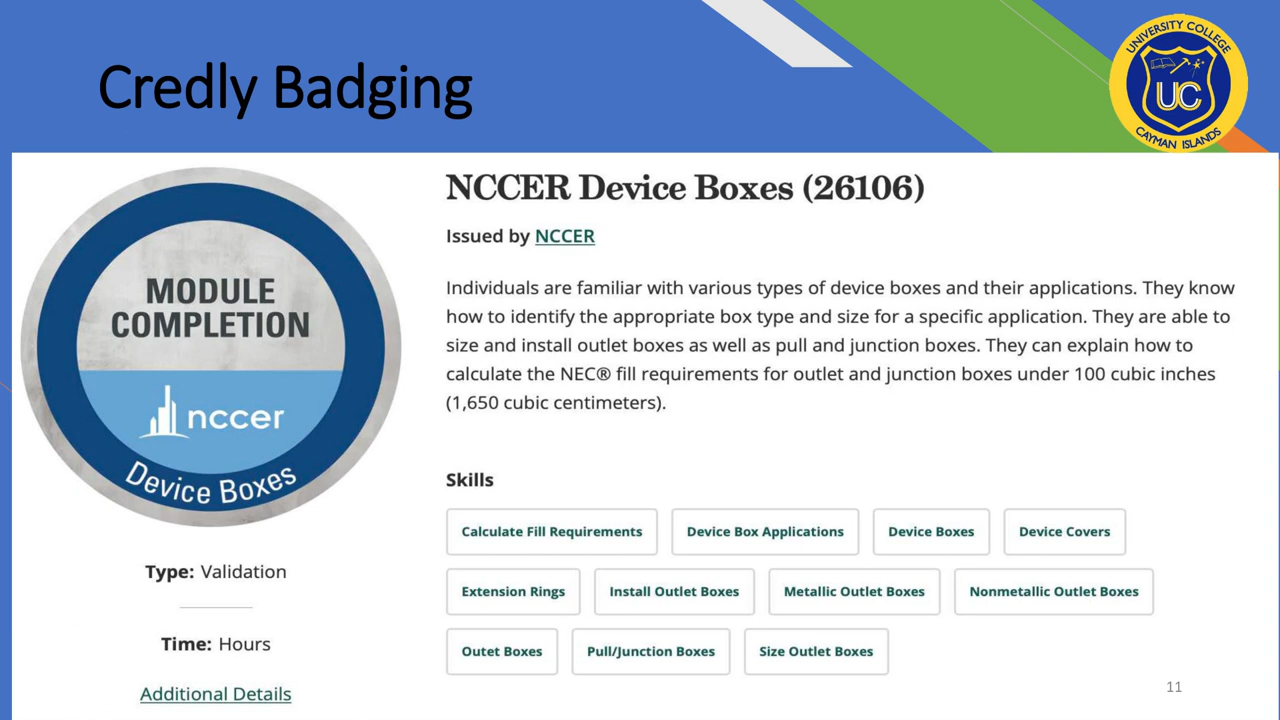 Credly Badging
UNIVERSITY COLLEGE
UC
CAYMAN ISLANDS
MODULE
COMPLETION
nccer
Device Boxes
Type: Validation
Time: Hours
Additional Details
NCCER Device Boxes (26106)
Issued by NCCER
Individuals are familiar with various types of device boxes and their applications. They know
how to identify the appropriate box type and size for a specific application. They are able to
size and install outlet boxes as well as pull and junction boxes. They can explain how to
calculate the NEC® fill requirements for outlet and junction boxes under 100 cubic inches
(1,650 cubic centimeters).
Skills
Calculate Fill Requirements Device Box Applications Device Boxes Device Covers
Extension Rings Install Outlet Boxes Metallic Outlet Boxes Nonmetallic Outlet Boxes
Outet Boxes Pull/Junction Boxes Size Outlet Boxes
11